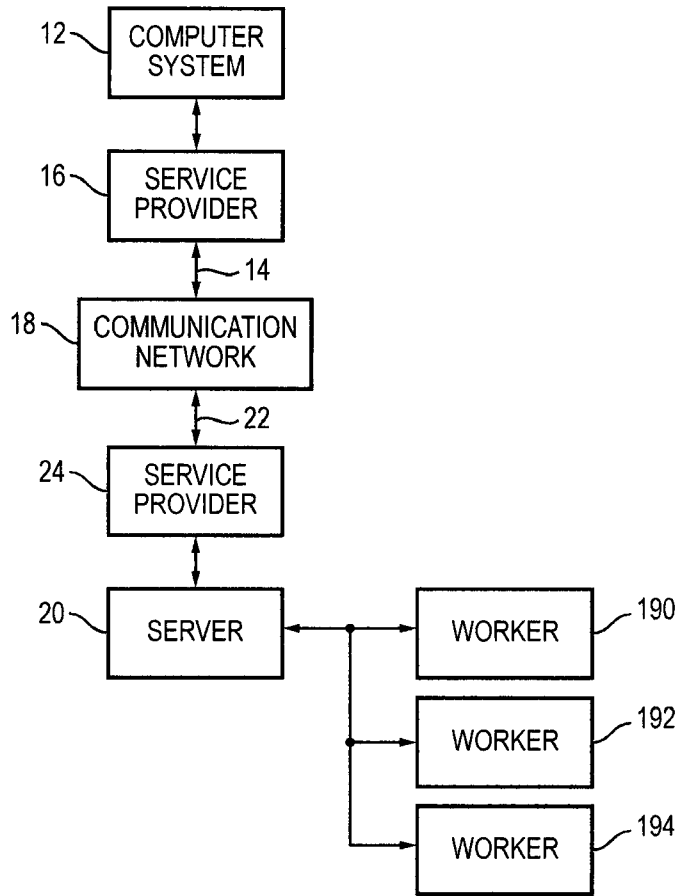 12
COMPUTER
SYSTEM
16
SERVICE
PROVIDER
14
18
COMMUNICATION
NETWORK
22
24
SERVICE
PROVIDER
20
SERVER
WORKER
190
WORKER
192
WORKER
194